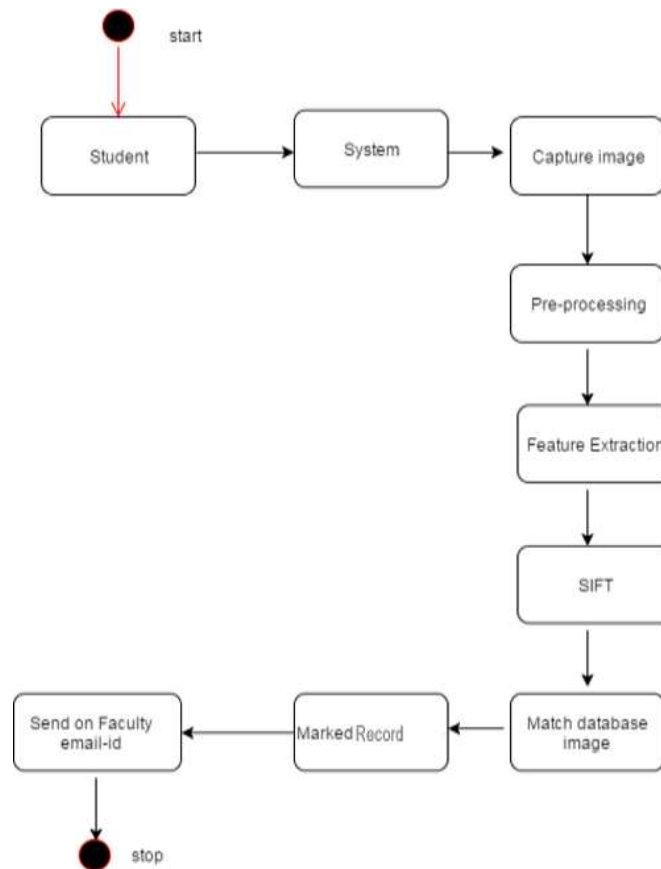 start
Student
System
Capture image
Pre-processing
Feature Extraction
SIFT
Match database
image
Marked Record
Send on Faculty
email-id
stop